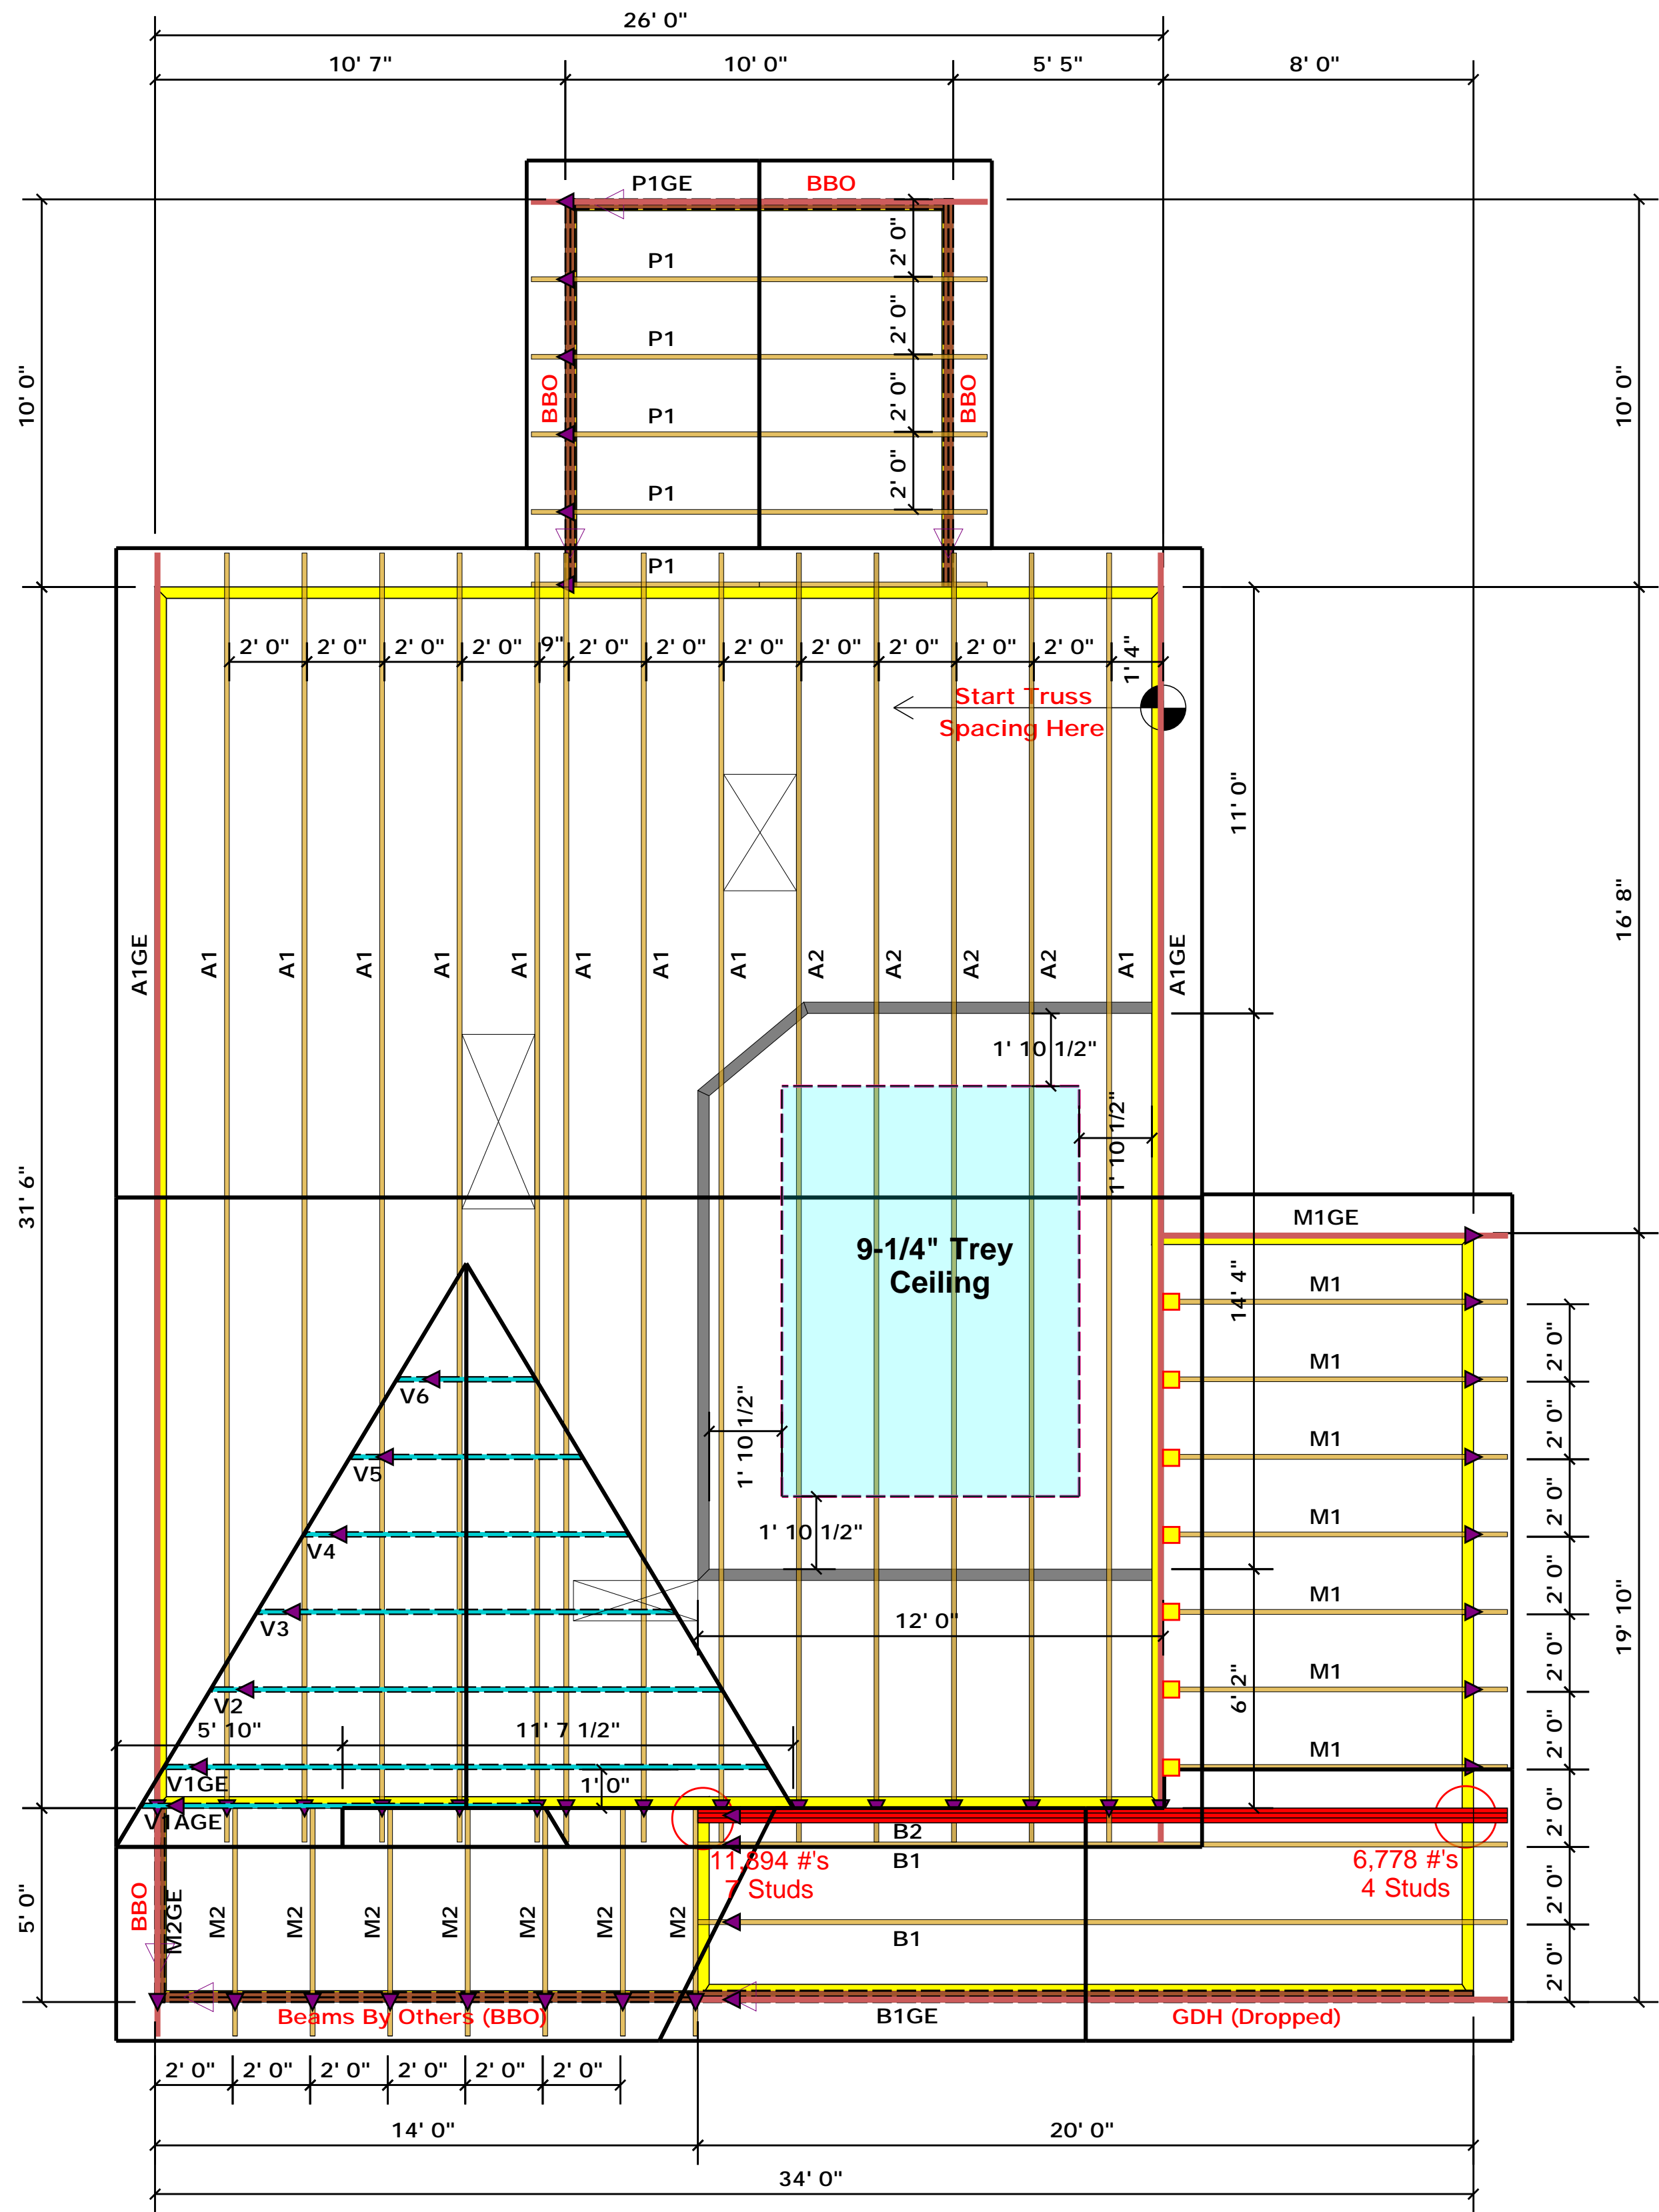 26' 0"
10' 7"
10' 0"
5' 5"
8' 0"
P1GE
BBO
2' 0"
P1
2' 0"
P1
10' 0"
BBO
2' 0"
BBO
10' 0"
P1
2' 0"
P1
P1
2' 0"
2' 0"
2' 0"
2' 0"
9"
2' 0"
2' 0"
2' 0"
2' 0"
2' 0"
2' 0"
2' 0"
1' 4"
Start Truss
Spacing Here
11' 0"
16' 8"
A1GE
A1
A1
A1
A1
A1
A1
A1
A1
A2
A2
A2
A2
A1
A1GE
1' 10 1/2"
1' 10 1/2"
31' 6"
M1GE
9-1/4" Trey
Ceiling
14' 4"
M1
2' 0"
M1
V6
1' 10 1/2"
2' 0"
M1
V5
2' 0"
1' 10 1/2"
M1
V4
2' 0"
M1
V3
12' 0"
19' 10"
2' 0"
6' 2"
M1
V2
5' 10"
11' 7 1/2"
2' 0"
M1
V1GE
1' 0"
2' 0"
V1AGE
B2
B1
11,894 #'s
7 Studs
6,778 #'s
4 Studs
5' 0"
BBO
M2GE
M2
M2
M2
M2
M2
M2
M2
2' 0"
B1
2' 0"
Beams By Others (BBO)
B1GE
GDH (Dropped)
2' 0"
2' 0"
2' 0"
2' 0"
2' 0"
2' 0"
14' 0"
20' 0"
34' 0"